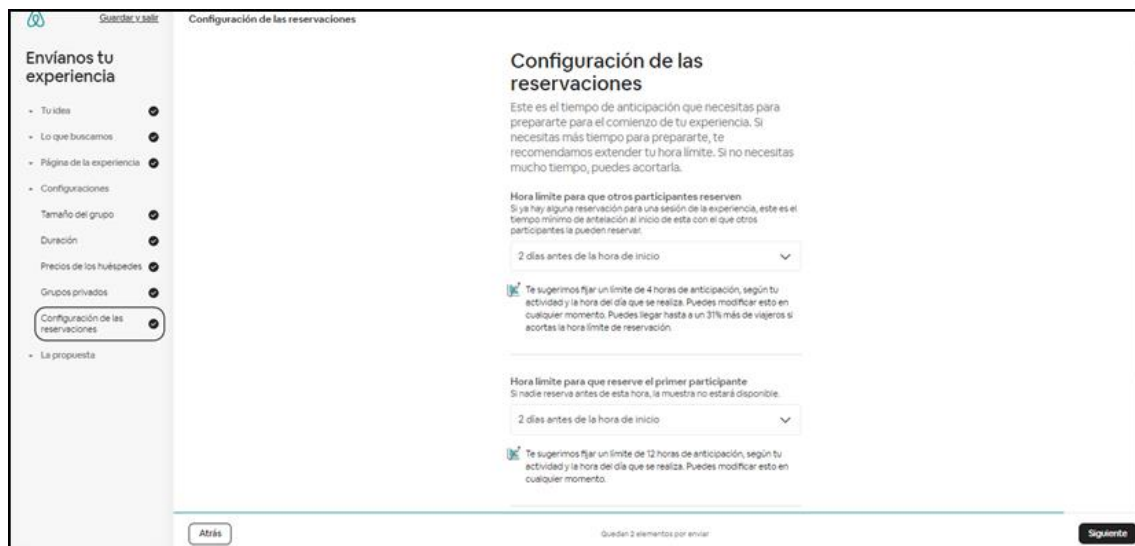 Guardar y salir
Configuración de las reservaciones
Envíanos tu
experiencia
Tu idea
Lo que buscamos
Página de la experiencia
Configuraciones
Tamaño del grupo
Duración
Precios de los huéspedes
Grupos privados
Configuración de las
reservaciones
La propuesta
Configuración de las
reservaciones
Este es el tiempo de anticipación que necesitas para
prepararte para el comienzo de tu experiencia. Si
necesitas más tiempo para prepararte, te
recomendamos extender tu hora límite. Si no necesitas
mucho tiempo, puedes acortarla.
Hora límite para que otros participantes reserven
Si ya hay alguna reservación para una sesión de la experiencia, este es el
tiempo mínimo de antelación al inicio de esta con el que otros
participantes la pueden reservar.
2 días antes de la hora de inicio
Te sugerimos fijar un límite de 4 horas de anticipación, según tu
actividad y la hora del día que se realiza. Puedes modificar esto en
cualquier momento. Puedes llegar hasta a un 31% más de viajeros si
acortas la hora límite de reservación.
Hora límite para que reserve el primer participante
Si nadie reserva antes de esta hora, la muestra no estará disponible.
2 días antes de la hora de inicio
Te sugerimos fijar un límite de 12 horas de anticipación, según tu
actividad y la hora del día que se realiza. Puedes modificar esto en
cualquier momento.
Atrás
Quedan 2 elementos por enviar
Siguiente